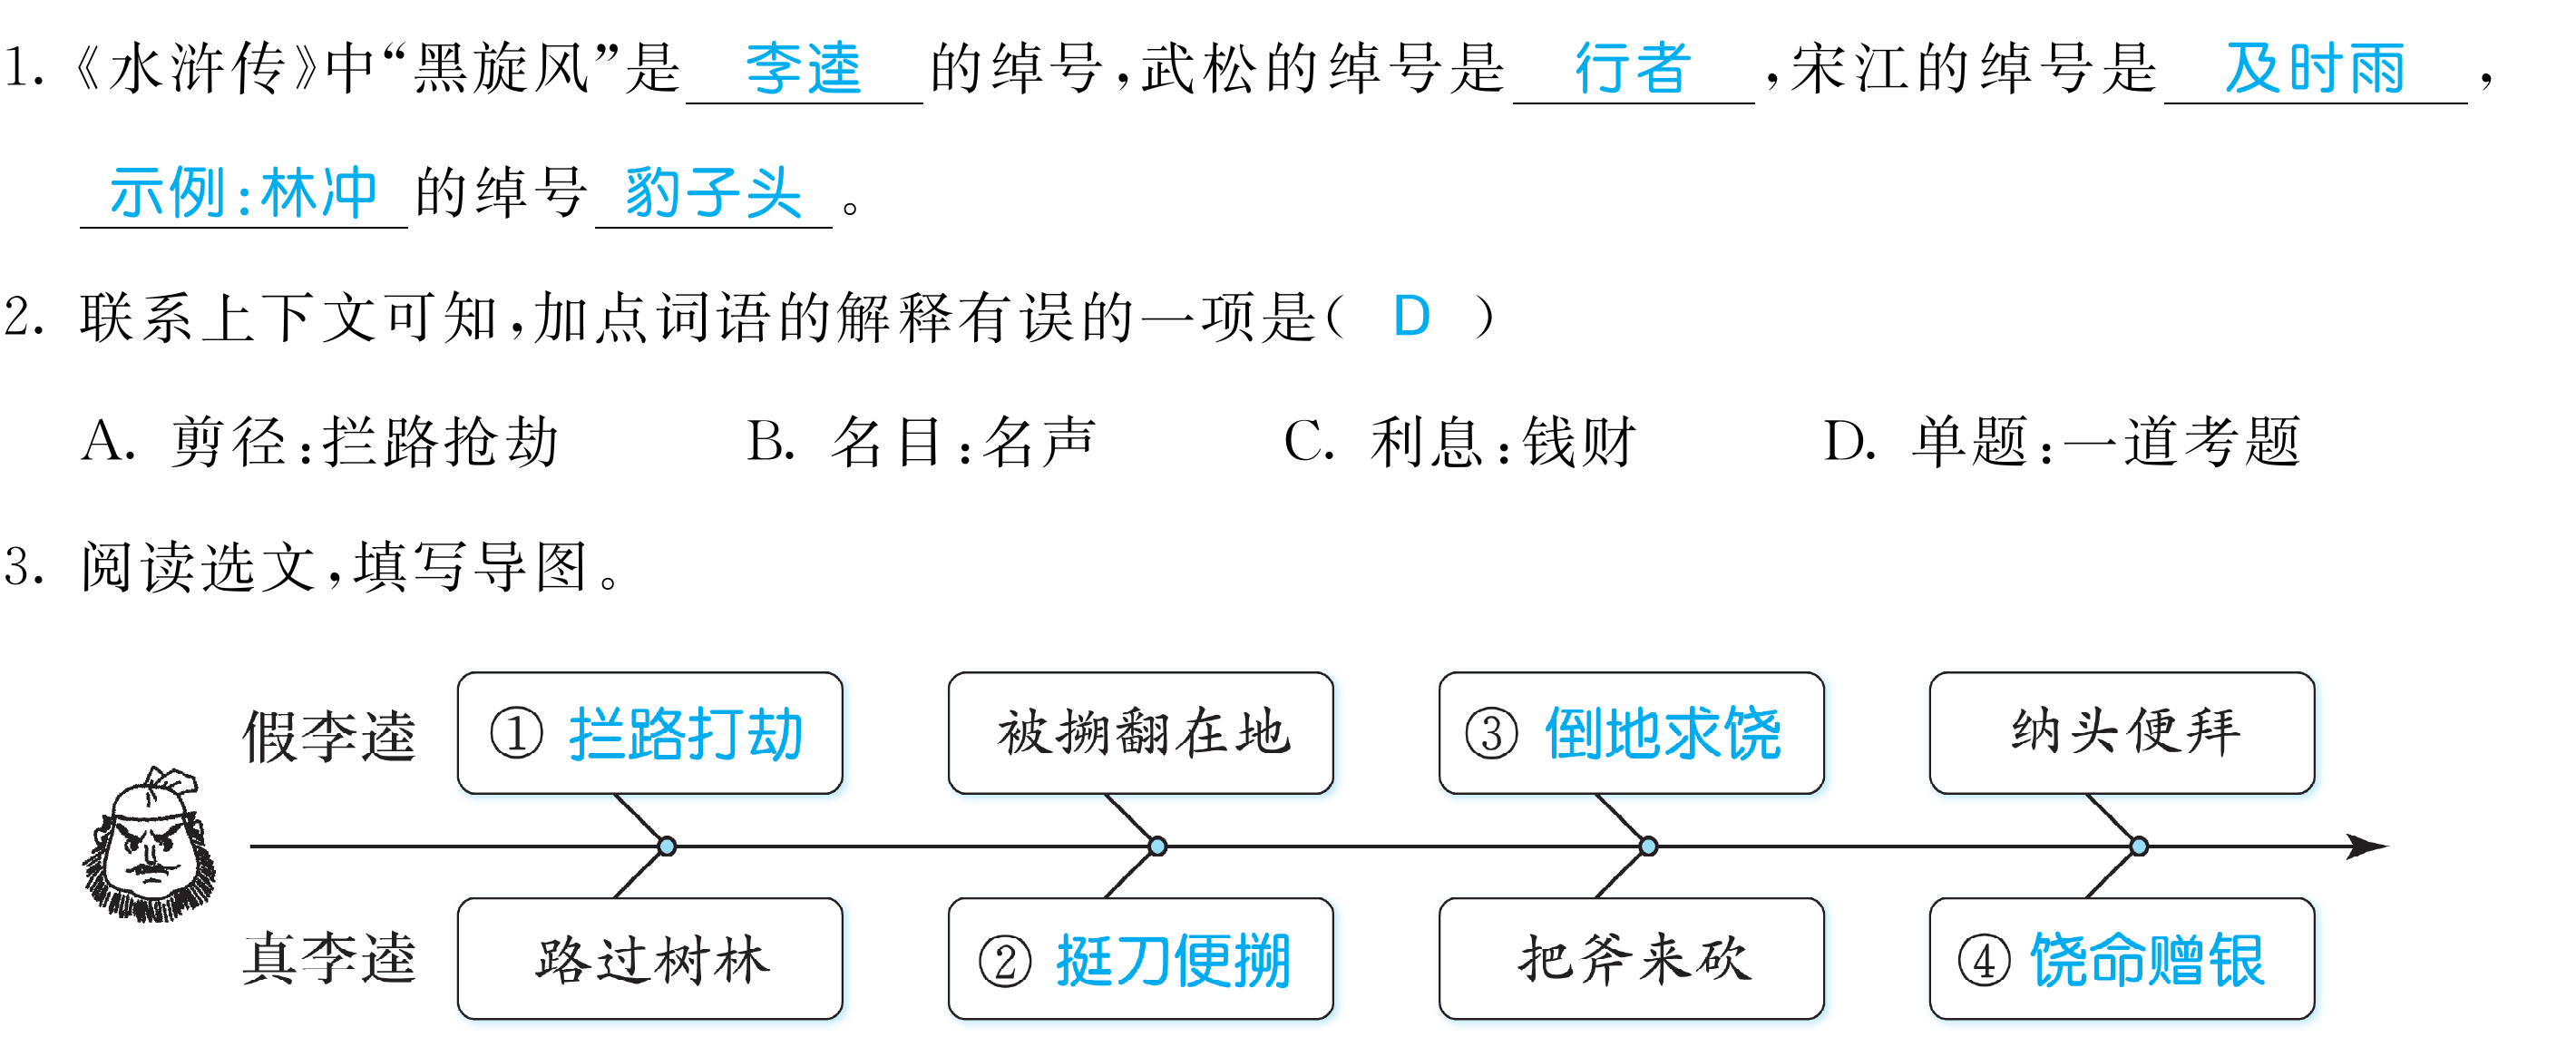 1.《水浒传》中“黑旋风”是 李逵 的绰号,武松的绰号是 行者 ,宋江的绰号是 及时雨 ,
示例:林冲 的绰号 豹子头 。
2. 联系上下文可知,加点词语的解释有误的一项是( D )
A. 剪径:拦路抢劫 B. 名目:名声 C. 利息:钱财 D. 单题:一道考题
3. 阅读选文,填写导图。
假李逵 ① 拦路打劫 被搠翻在地 ③ 倒地求饶 纳头便拜
真李逵 路过树林 ② 挺刀便搠 把斧来砍 ④ 饶命赠银